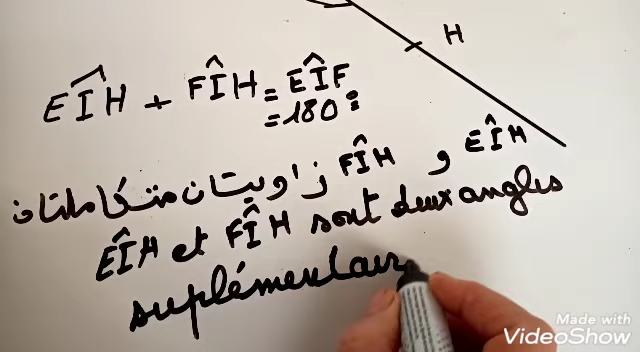 H
EÎH + FÎH = EÎF
= 180°
EÎH و FÎH زاويتان متكاملتان
EÎH et FÎH sont deux angles
suplémentair
Made with
VideoShow